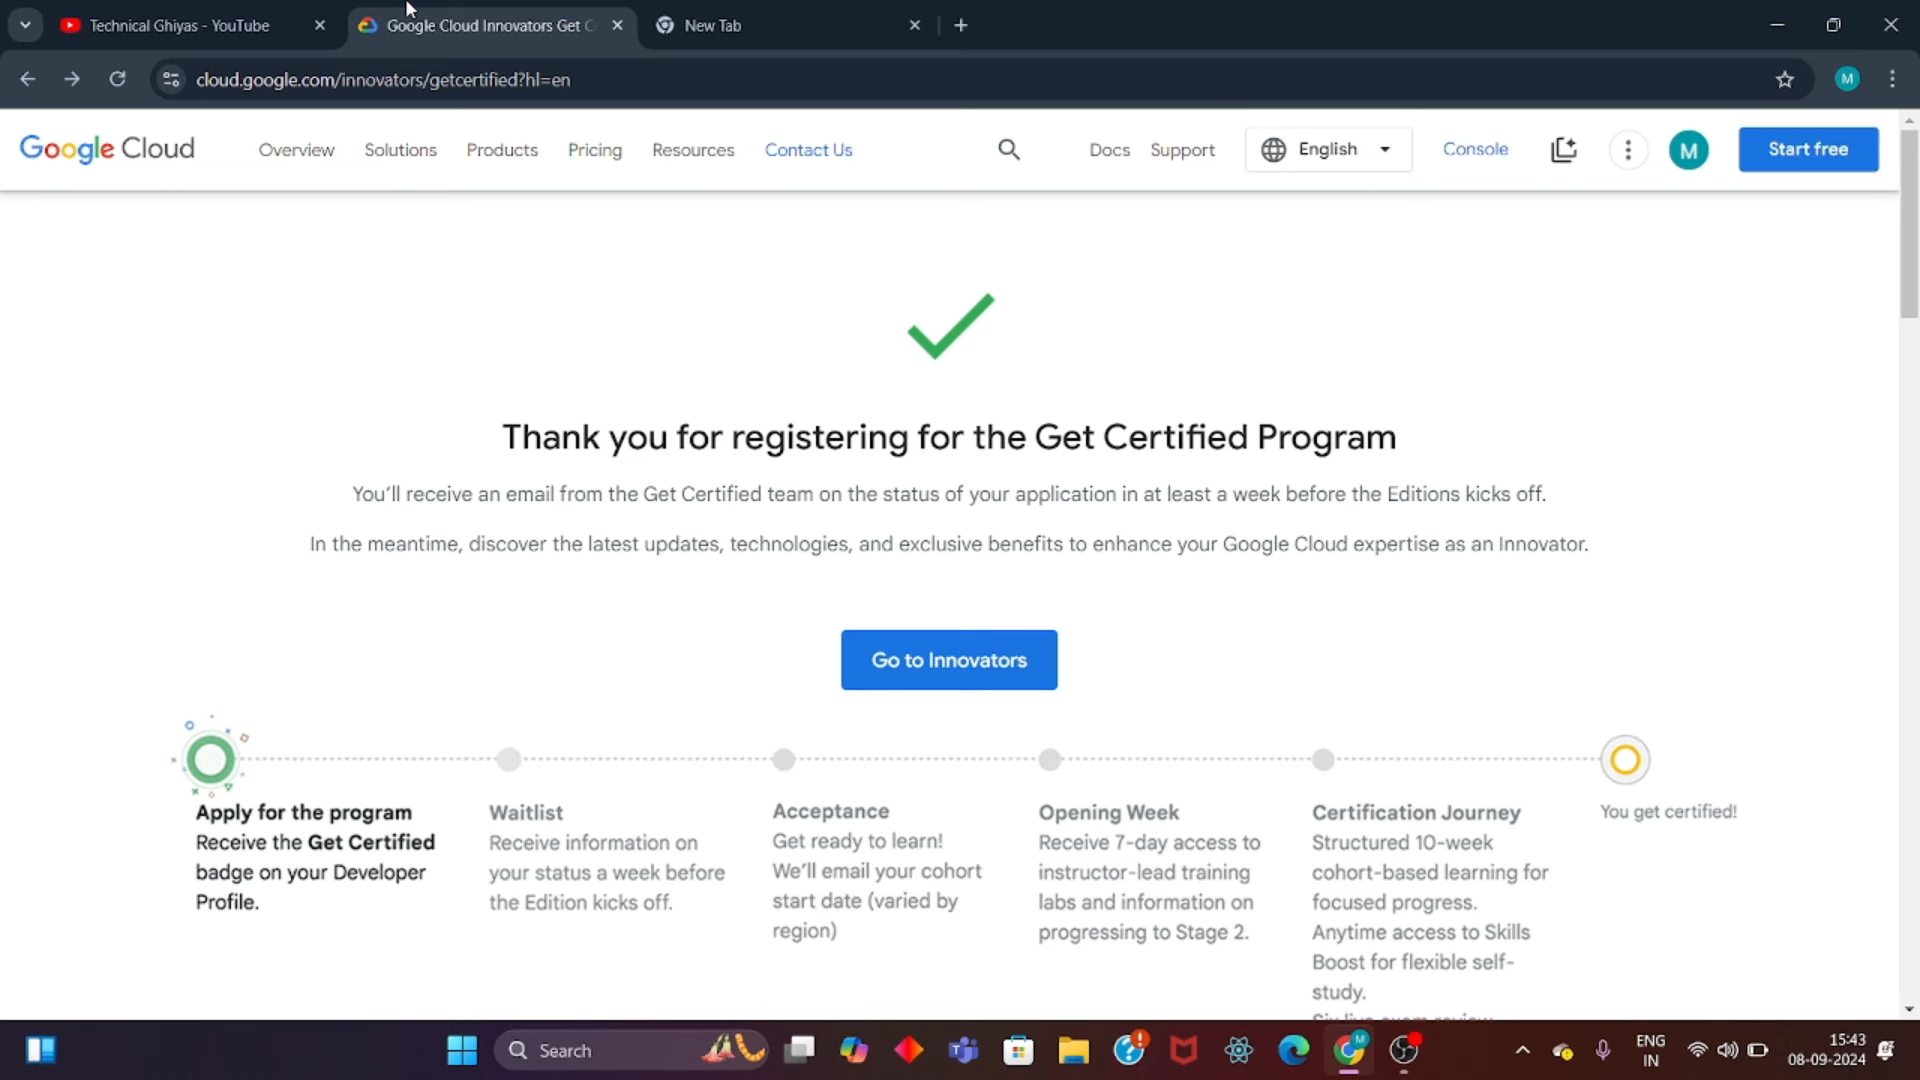 Technical Ghiyas - YouTube
Google Cloud Innovators Get C
New Tab
cloud.google.com/innovators/getcertified?hl=en
M
Google Cloud
Overview
Solutions
Products
Pricing
Resources
Contact Us
Docs
Support
English
Console
M
Start free
Thank you for registering for the Get Certified Program
You'll receive an email from the Get Certified team on the status of your application in at least a week before the Editions kicks off.
In the meantime, discover the latest updates, technologies, and exclusive benefits to enhance your Google Cloud expertise as an Innovator.
Go to Innovators
Apply for the program
Receive the Get Certified
badge on your Developer
Profile.
Waitlist
Receive information on
your status a week before
the Edition kicks off.
Acceptance
Get ready to learn!
We'll email your cohort
start date (varied by
region)
Opening Week
Receive 7-day access to
instructor-lead training
labs and information on
progressing to Stage 2.
Certification Journey
Structured 10-week
cohort-based learning for
focused progress.
Anytime access to Skills
Boost for flexible self-
study.
Six live exam review
You get certified!
Search
M
ENG
IN
15:43
08-09-2024